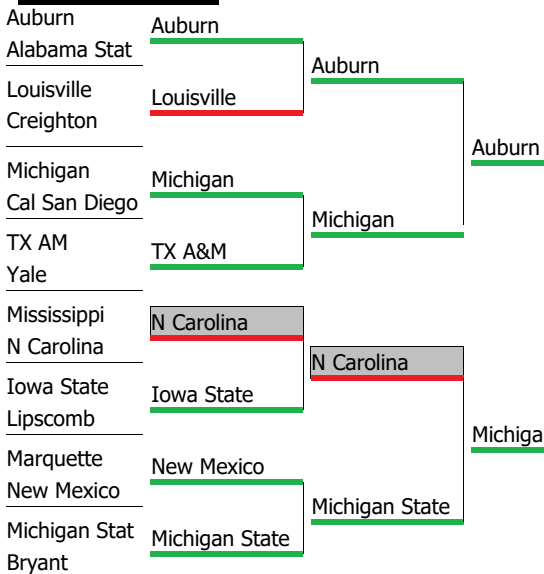 Auburn
Alabama Stat
Louisville
Creighton
Michigan
Cal San Diego
TX AM
Yale
Mississippi
N Carolina
Iowa State
Lipscomb
Marquette
New Mexico
Michigan Stat
Bryant
Auburn
Louisville
Michigan
TX A&M
N Carolina
Iowa State
New Mexico
Michigan State
Auburn
Michigan
N Carolina
Michigan State
Auburn
Michiga